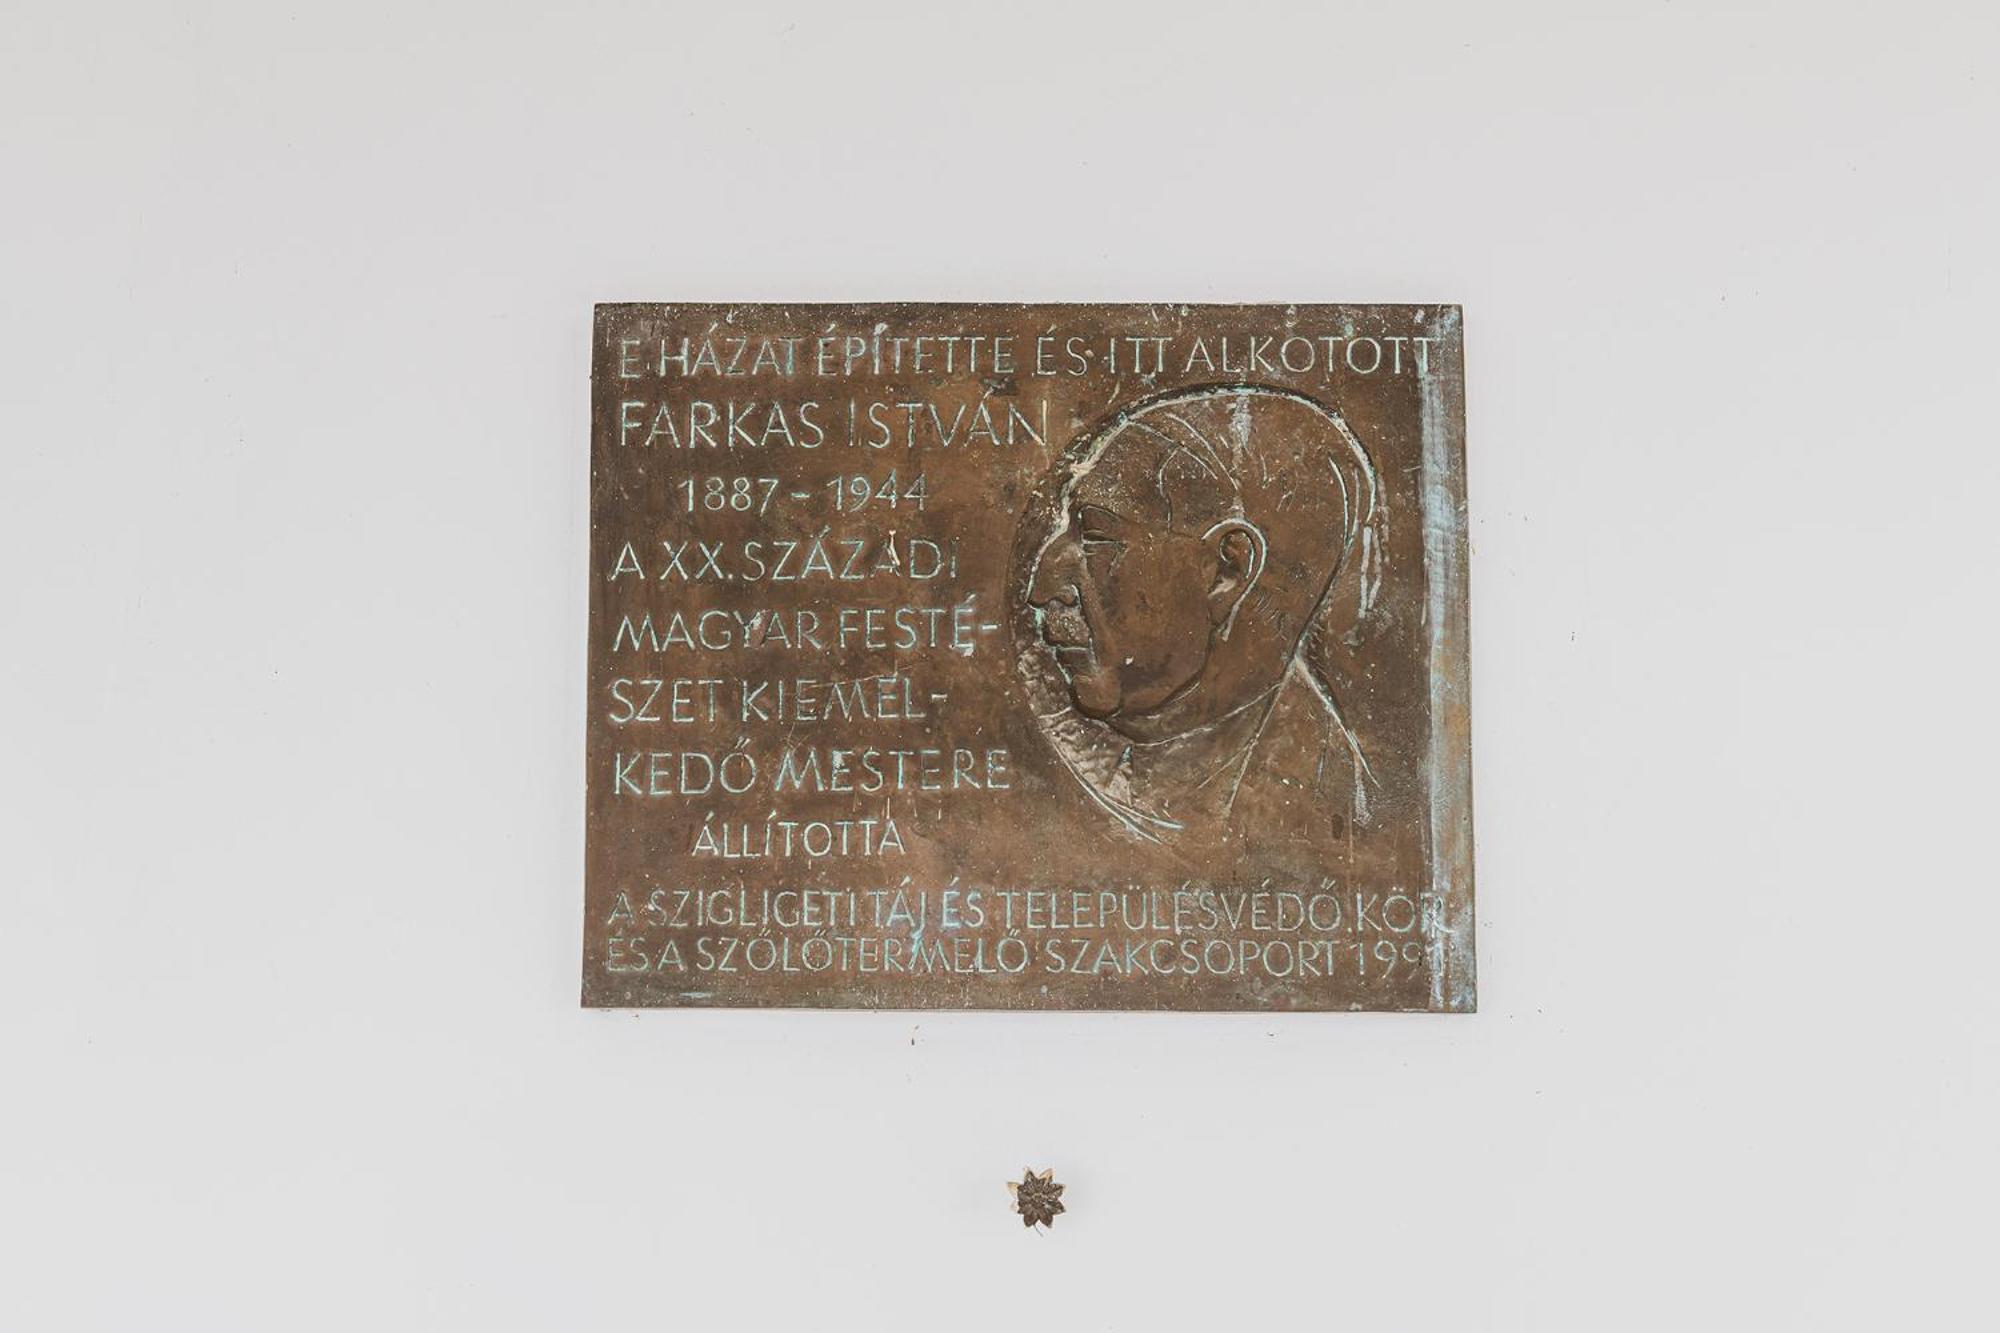 E HÁZAT ÉPÍTETTE ÉS ITT ALKOTOTT
FARKAS ISTVÁN
1887 - 1944
A XX. SZÁZADI
MAGYAR FESTÉ-
SZET KIEMEL-
KEDŐ MESTERE
ÁLLÍTOTTA
A SZIGLIGETI TÁJ ÉS TELEPÜLÉSVÉDŐ KÖR
ÉS A SZŐLŐTERMELŐ SZAKCSOPORT